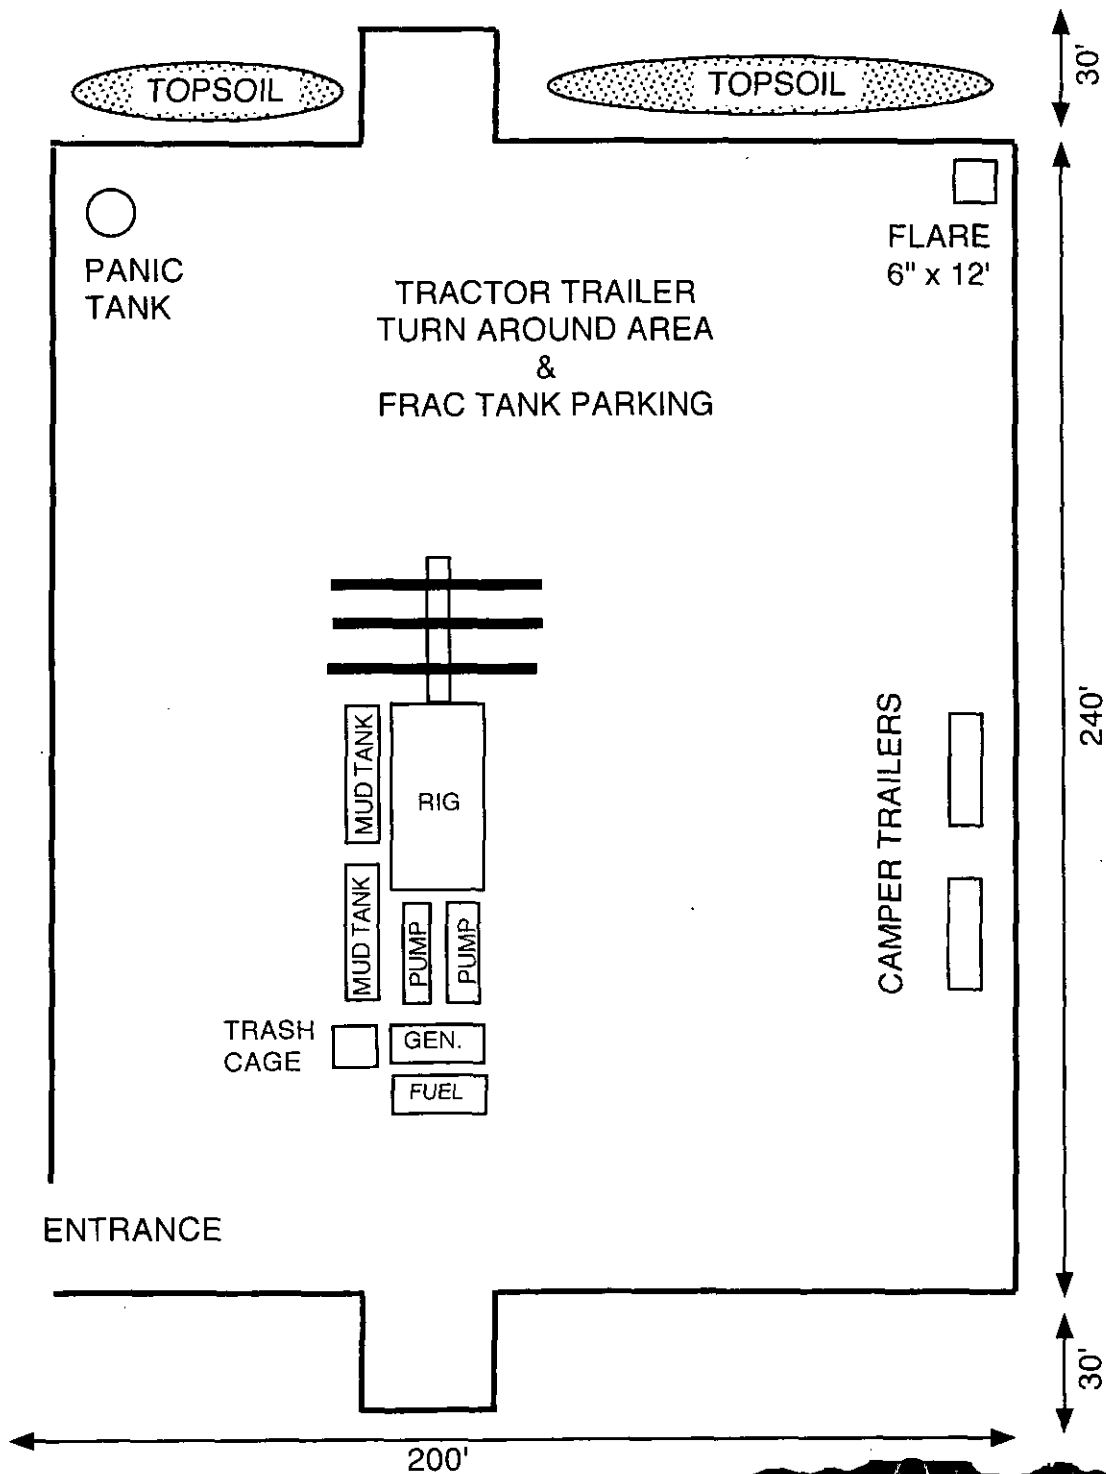 TOPSOIL
TOPSOIL
30'
PANIC
TANK
FLARE
6" x 12'
TRACTOR TRAILER
TURN AROUND AREA
&
FRAC TANK PARKING
240'
MUD TANK
RIG
CAMPER TRAILERS
MUD TANK
PUMP
PUMP
TRASH
CAGE
GEN.
FUEL
ENTRANCE
30'
200'